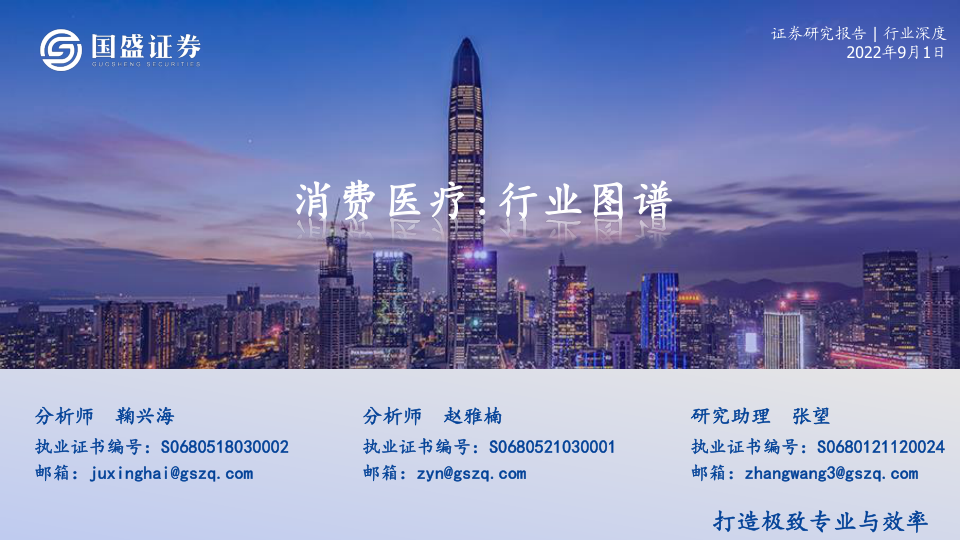 国盛证券
GUOSHENG SECURITIES
证券研究报告 | 行业深度
2022年9月1日
消费医疗:行业图谱
分析师 鞠兴海
执业证书编号：S0680518030002
邮箱：juxinghai@gszq.com
分析师 赵雅楠
执业证书编号：S0680521030001
邮箱：zyn@gszq.com
研究助理 张望
执业证书编号：S0680121120024
邮箱：zhangwang3@gszq.com
打造极致专业与效率